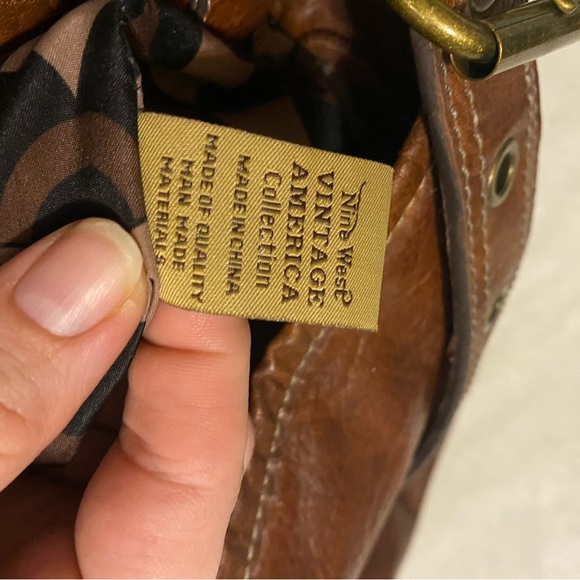 Nine West
VINTAGE
AMERICA
Collection
MADE IN CHINA
MADE OF QUALITY
MAN MADE
MATERIALS